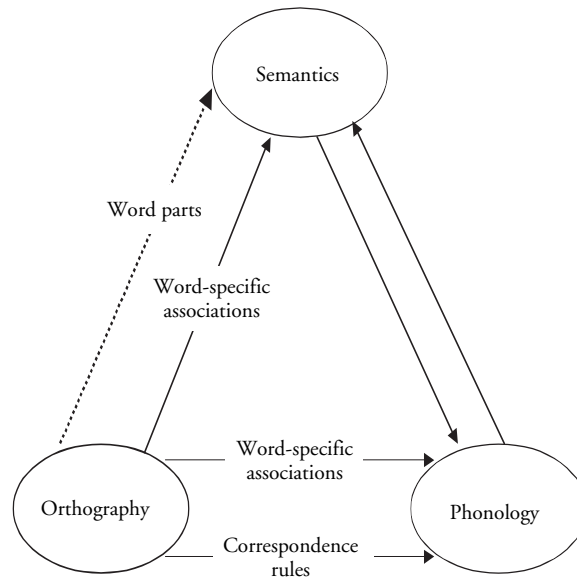 Semantics
Word parts
Word-specific
associations
Word-specific
associations
Orthography
Phonology
Correspondence
rules